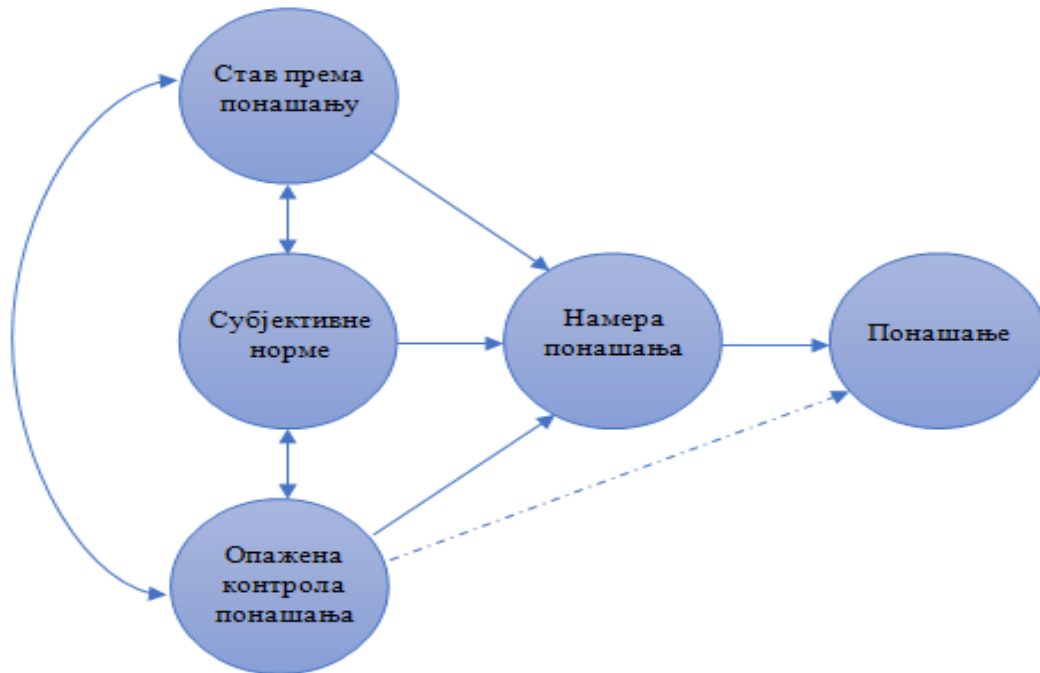 Став према
понашању
Субјективне
норме
Намера
понашања
Понашање
Опажена
контрола
понашања